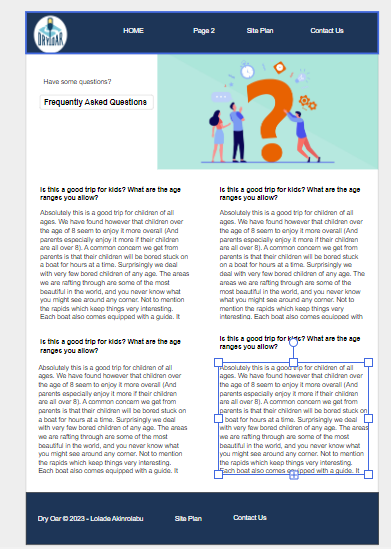 DRYOAR
HOME Page 2 Site Plan Contact Us
Have some questions?
Frequently Asked Questions
Is this a good trip for kids? What are the age
ranges you allow?
Absolutely this is a good trip for children of all
ages. We have found however that children over
the age of 8 seem to enjoy it more overall (And
parents especially enjoy it more if their children
are all over 8). A common concern we get from
parents is that their children will be bored stuck on
a boat for hours at a time. Surprisingly we deal
with very few bored children of any age. The areas
we are rafting through are some of the most
beautiful in the world, and you never know what
you might see around any corner. Not to mention
the rapids which keep things very interesting.
Each boat also comes equipped with a guide. It
Is this a good trip for kids? What are the age
ranges you allow?
Absolutely this is a good trip for children of all
ages. We have found however that children over
the age of 8 seem to enjoy it more overall (And
parents especially enjoy it more if their children
are all over 8). A common concern we get from
parents is that their children will be bored stuck
on a boat for hours at a time. Surprisingly we
deal with very few bored children of any age. The
areas we are rafting through are some of the
most beautiful in the world, and you never know
what you might see around any corner. Not to
mention the rapids which keep things very
interesting. Each boat also comes equipped with
Is this a good trip for kids? What are the age
ranges you allow?
Absolutely this is a good trip for children of all
ages. We have found however that children over
the age of 8 seem to enjoy it more overall (And
parents especially enjoy it more if their children
are all over 8). A common concern we get from
parents is that their children will be bored stuck on
a boat for hours at a time. Surprisingly we deal
with very few bored children of any age. The areas
we are rafting through are some of the most
beautiful in the world, and you never know what
you might see around any corner. Not to mention
the rapids which keep things very interesting.
Each boat also comes equipped with a guide. It
Is this a good trip for kids? What are the age
ranges you allow?
Absolutely this is a good trip for children of all
ages. We have found however that children over
the age of 8 seem to enjoy it more overall (And
parents especially enjoy it more if their children
are all over 8). A common concern we get from
parents is that their children will be bored stuck on
a boat for hours at a time. Surprisingly we deal
with very few bored children of any age. The areas
we are rafting through are some of the most
beautiful in the world, and you never know what
you might see around any corner. Not to mention
the rapids which keep things very interesting.
Each boat also comes equipped with a guide. It
Dry Oar © 2023 - Lolade Akinrolabu Site Plan Contact Us